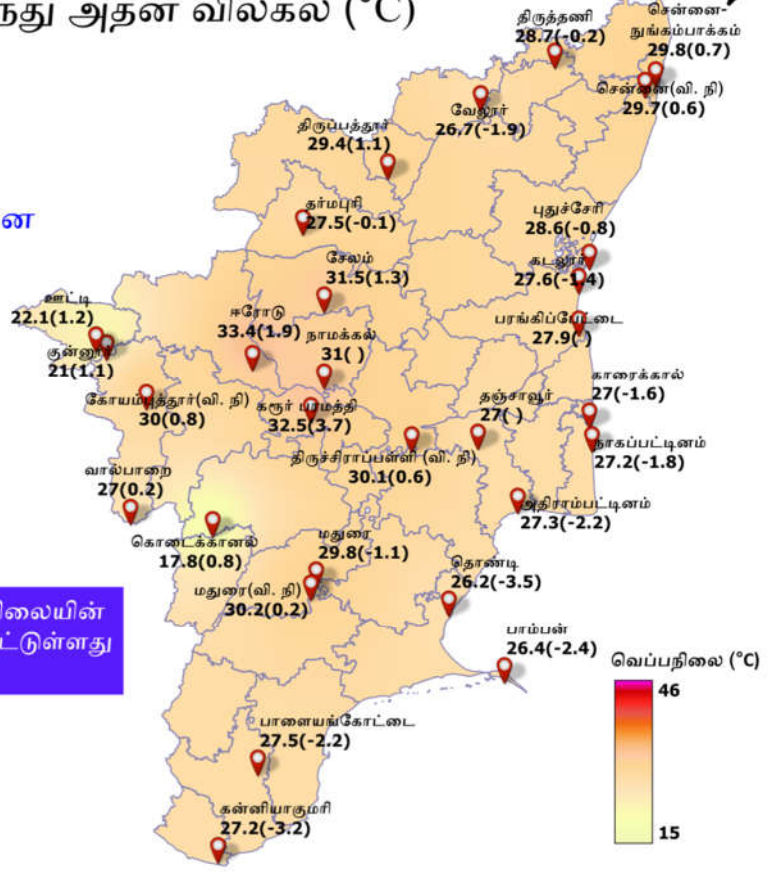 ந்து அதன் விலகல் (°C)
திருத்தணி
28.7(-0.2)
சென்னை-
நுங்கம்பாக்கம்
29.8(0.7)
சென்னை(வி. நி)
29.7(0.6)
வேலூர்
26.7(-1.9)
திருப்பத்தூர்
29.4(1.1)
தர்மபுரி
27.5(-0.1)
புதுச்சேரி
28.6(-0.8)
சேலம்
31.5(1.3)
கடலூர்
27.6(-1.4)
ஊட்டி
22.1(1.2)
ஈரோடு
33.4(1.9)
நாமக்கல்
31( )
பரங்கிப்பேட்டை
27.9( )
குன்னூர்
21(1.1)
காரைக்கால்
27(-1.6)
கோயம்புத்தூர்(வி. நி)
30(0.8)
கரூர் பரமத்தி
32.5(3.7)
தஞ்சாவூர்
27( )
நாகப்பட்டினம்
27.2(-1.8)
திருச்சிராப்பள்ளி (வி. நி)
30.1(0.6)
வால்பாறை
27(0.2)
அதிராம்பட்டினம்
27.3(-2.2)
கொடைக்கானல்
17.8(0.8)
மதுரை
29.8(-1.1)
மதுரை(வி. நி)
30.2(0.2)
தொண்டி
26.2(-3.5)
பாம்பன்
26.4(-2.4)
பாளையங்கோட்டை
27.5(-2.2)
கன்னியாகுமரி
27.2(-3.2)
ன
நிலையின்
ட்டுள்ளது
வெப்பநிலை (°C)
46
15